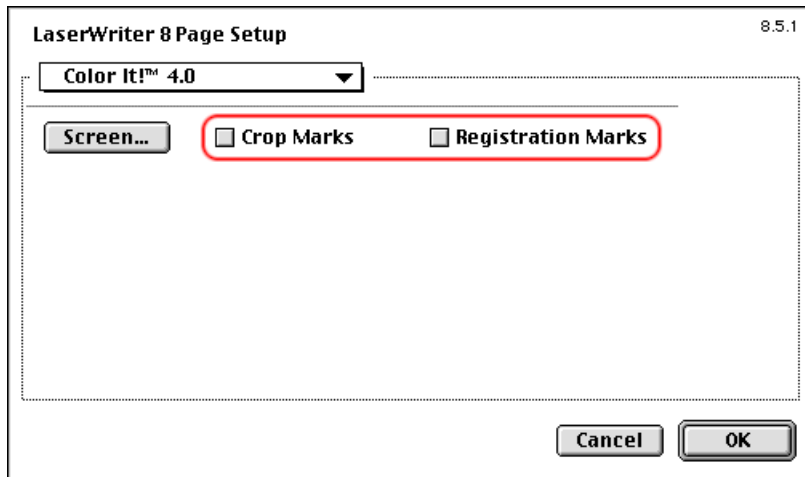 LaserWriter 8 Page Setup
8.5.1
Color It!™ 4.0
Screen...
Crop Marks
Registration Marks
Cancel
OK